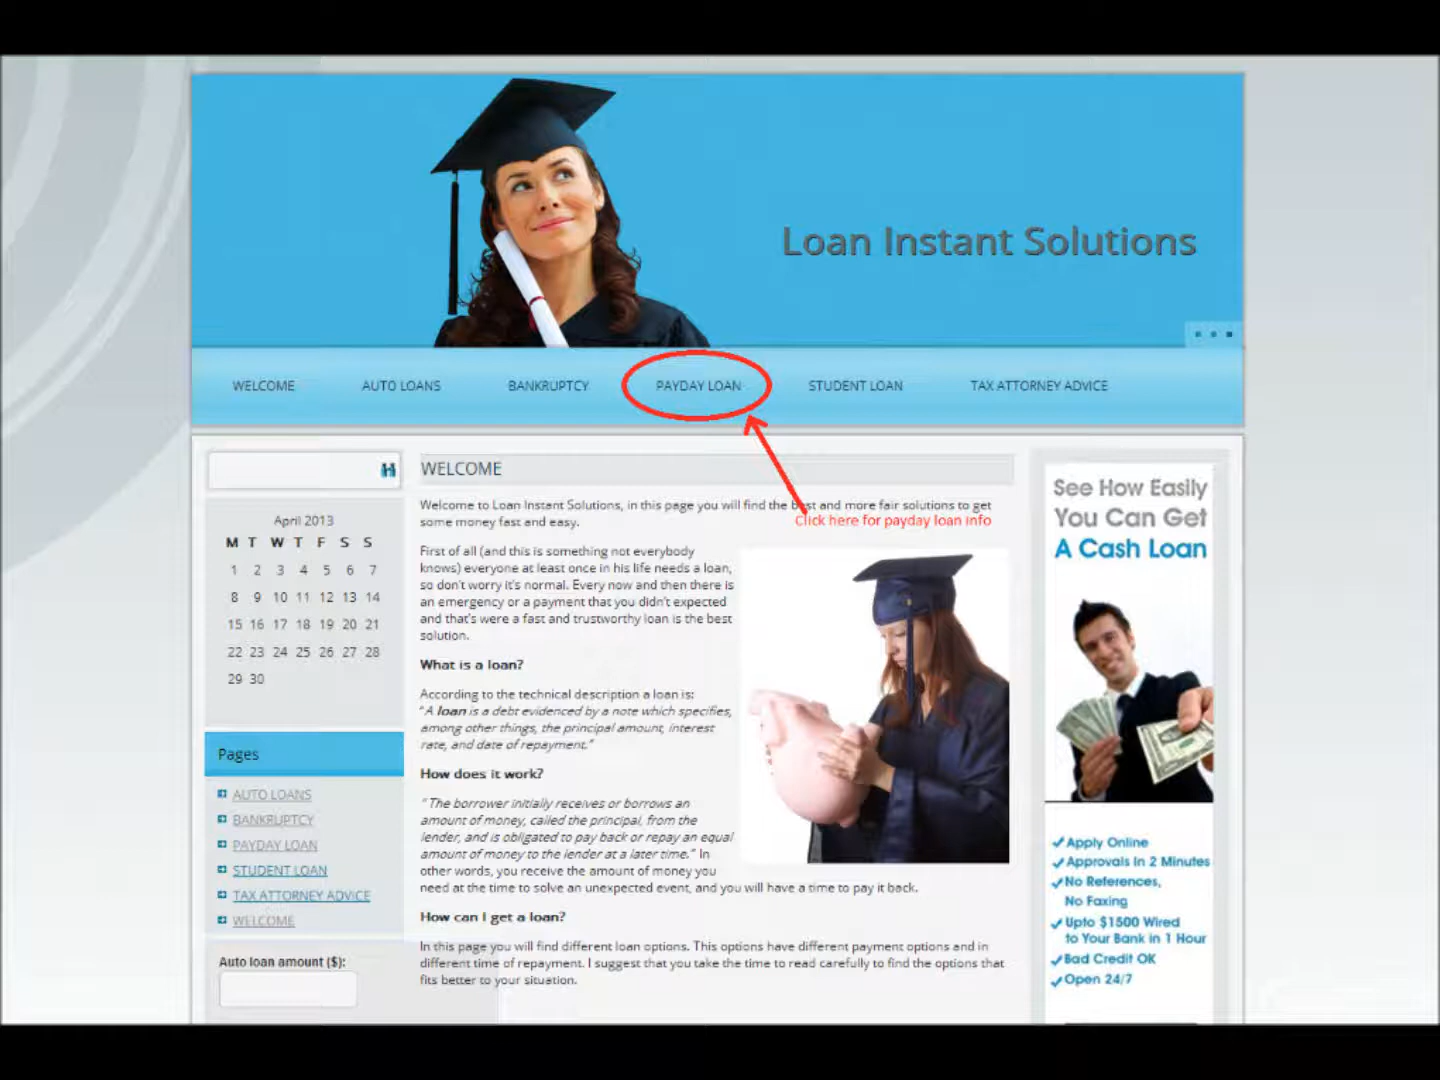 Loan Instant Solutions
WELCOME
AUTO LOANS
BANKRUPTCY
PAYDAY LOAN
STUDENT LOAN
TAX ATTORNEY ADVICE
April 2013
M T W T F S S
1 2 3 4 5 6 7
8 9 10 11 12 13 14
15 16 17 18 19 20 21
22 23 24 25 26 27 28
29 30
Pages
AUTO LOANS
BANKRUPTCY
PAYDAY LOAN
STUDENT LOAN
TAX ATTORNEY ADVICE
WELCOME
Auto loan amount ($):
WELCOME
Welcome to Loan Instant Solutions, in this page you will find the best and more fair solutions to get
some money fast and easy.
Click here for payday loan info
First of all (and this is something not everybody
knows) everyone at least once in his life needs a loan,
so don't worry it's normal. Every now and then there is
an emergency or a payment that you didn't expected
and that's were a fast and trustworthy loan is the best
solution.
What is a loan?
According to the technical description a loan is:
"A loan is a debt evidenced by a note which specifies,
among other things, the principal amount, interest
rate, and date of repayment."
How does it work?
" The borrower initially receives or borrows an
amount of money, called the principal, from the
lender, and is obligated to pay back or repay an equal
amount of money to the lender at a later time." In
other words, you receive the amount of money you
need at the time to solve an unexpected event, and you will have a time to pay it back.
How can I get a loan?
In this page you will find different loan options. This options have different payment options and in
different time of repayment. I suggest that you take the time to read carefully to find the options that
fits better to your situation.
See How Easily
You Can Get
A Cash Loan
Apply Online
Approvals In 2 Minutes
No References,
No Faxing
Upto $1500 Wired
to Your Bank in 1 Hour
Bad Credit OK
Open 24/7